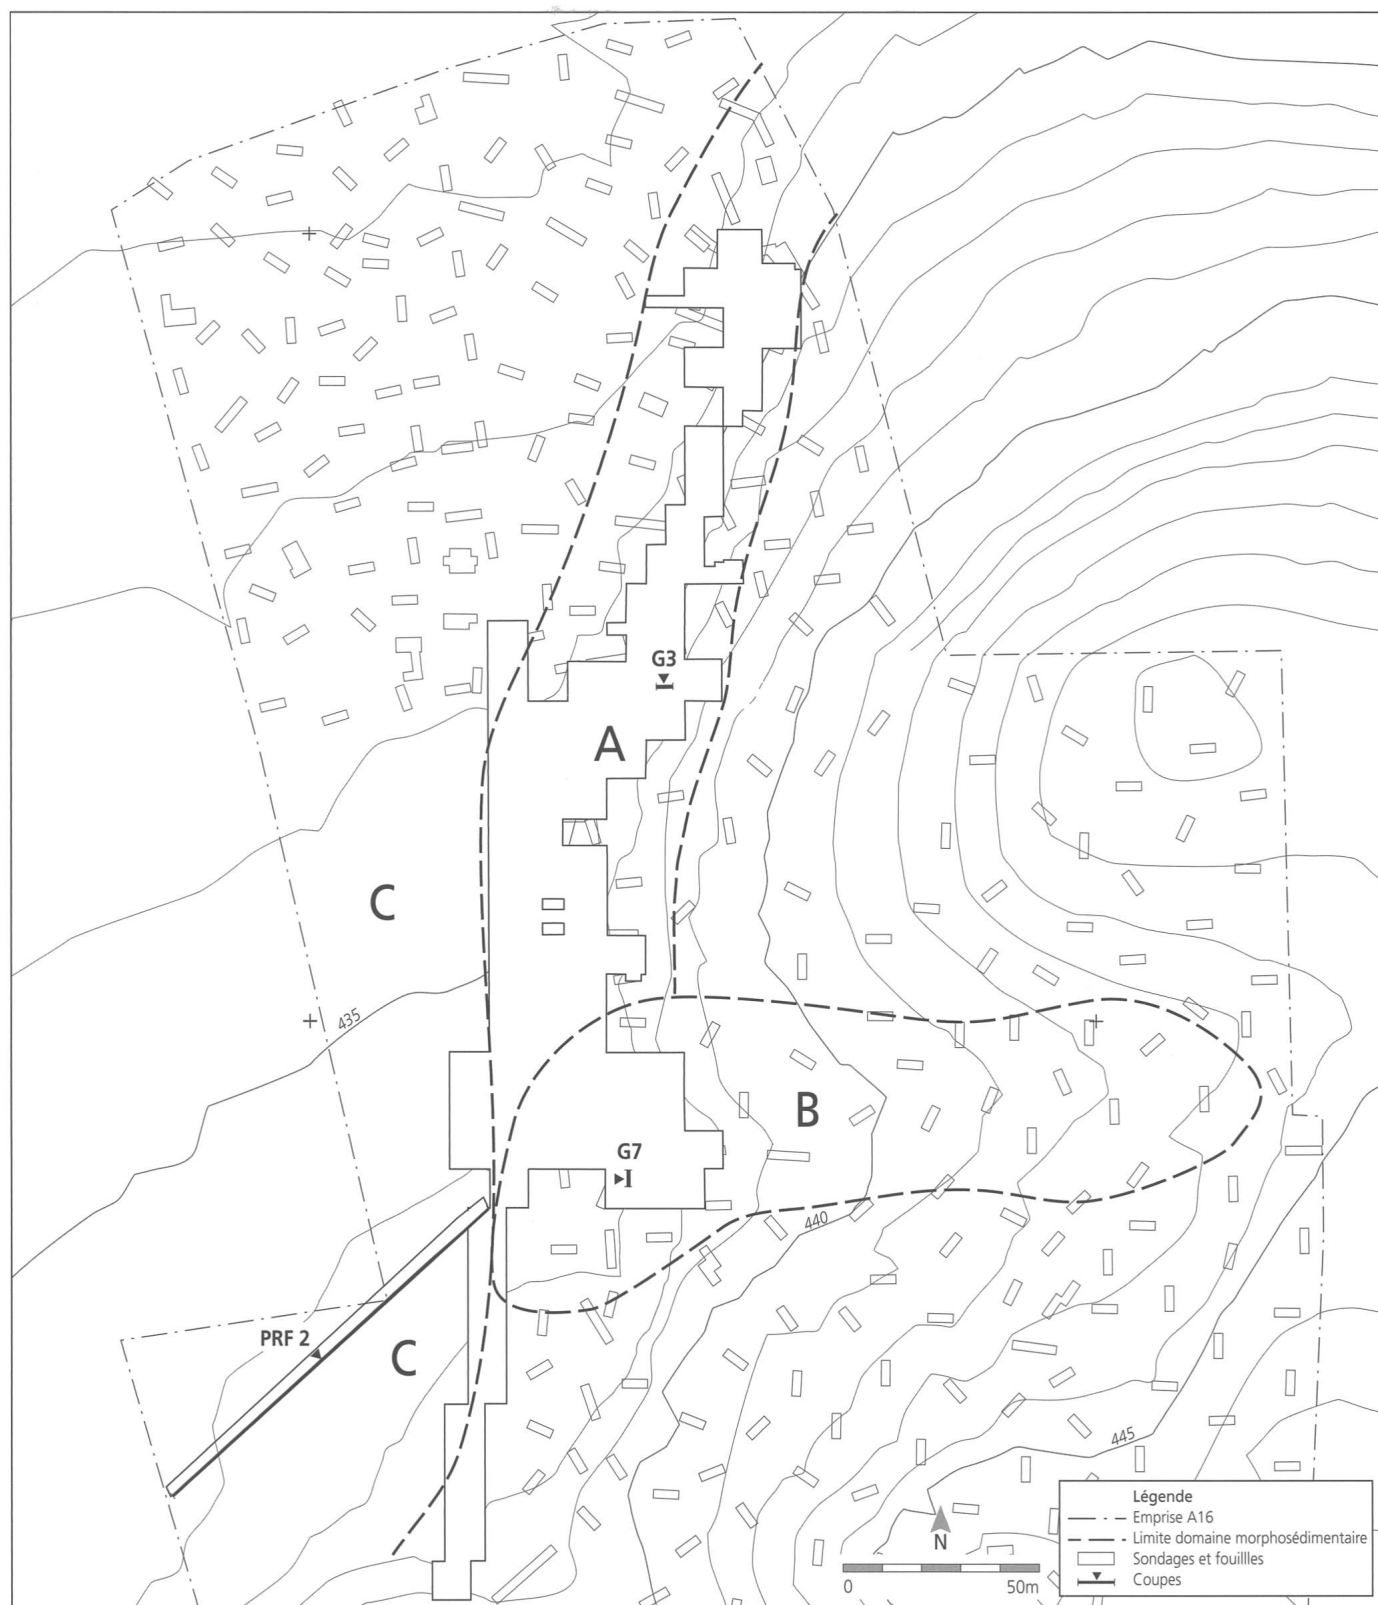 G3
A
C
435
B
G7
440
PRF 2
C
445
Légende
Emprise A16
Limite domaine morphosédimentaire
Sondages et fouillles
Coupes
N
0 50m